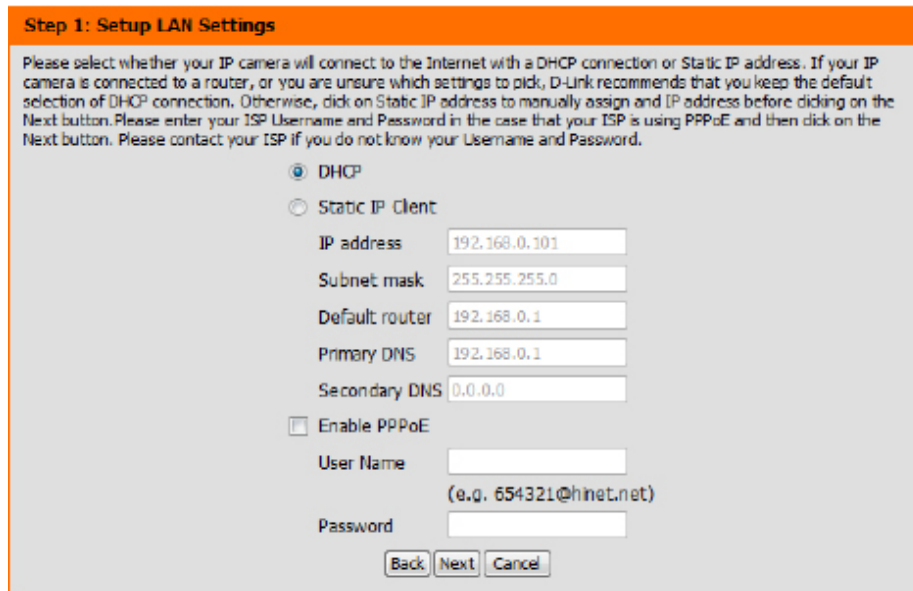 Step 1: Setup LAN Settings
Please select whether your IP camera will connect to the Internet with a DHCP connection or Static IP address. If your IP
camera is connected to a router, or you are unsure which settings to pick, D-Link recommends that you keep the default
selection of DHCP connection. Otherwise, click on Static IP address to manually assign and IP address before clicking on the
Next button.Please enter your ISP Username and Password in the case that your ISP is using PPPoE and then click on the
Next button. Please contact your ISP if you do not know your Username and Password.
DHCP
Static IP Client
IP address 192.168.0.101
Subnet mask 255.255.255.0
Default router 192.168.0.1
Primary DNS 192.168.0.1
Secondary DNS 0.0.0.0
Enable PPPoE
User Name
(e.g. 654321@hinet.net)
Password
Back Next Cancel